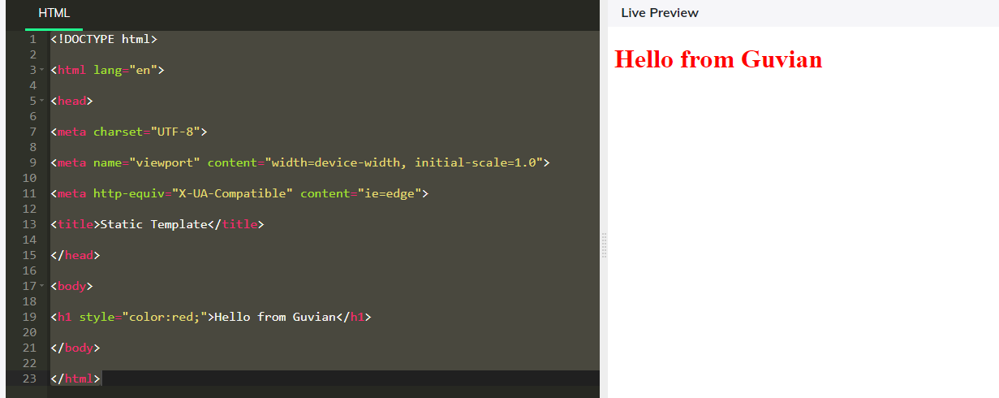 HTML
Live Preview
1 <!DOCTYPE html>
2
3 <html lang="en">
4
5 <head>
6
7 <meta charset="UTF-8">
8
9 <meta name="viewport" content="width=device-width, initial-scale=1.0">
10
11 <meta http-equiv="X-UA-Compatible" content="ie=edge">
12
13 <title>Static Template</title>
14
15 </head>
16
17 <body>
18
19 <h1 style="color:red;">Hello from Guvian</h1>
20
21 </body>
22
23 </html>
Hello from Guvian